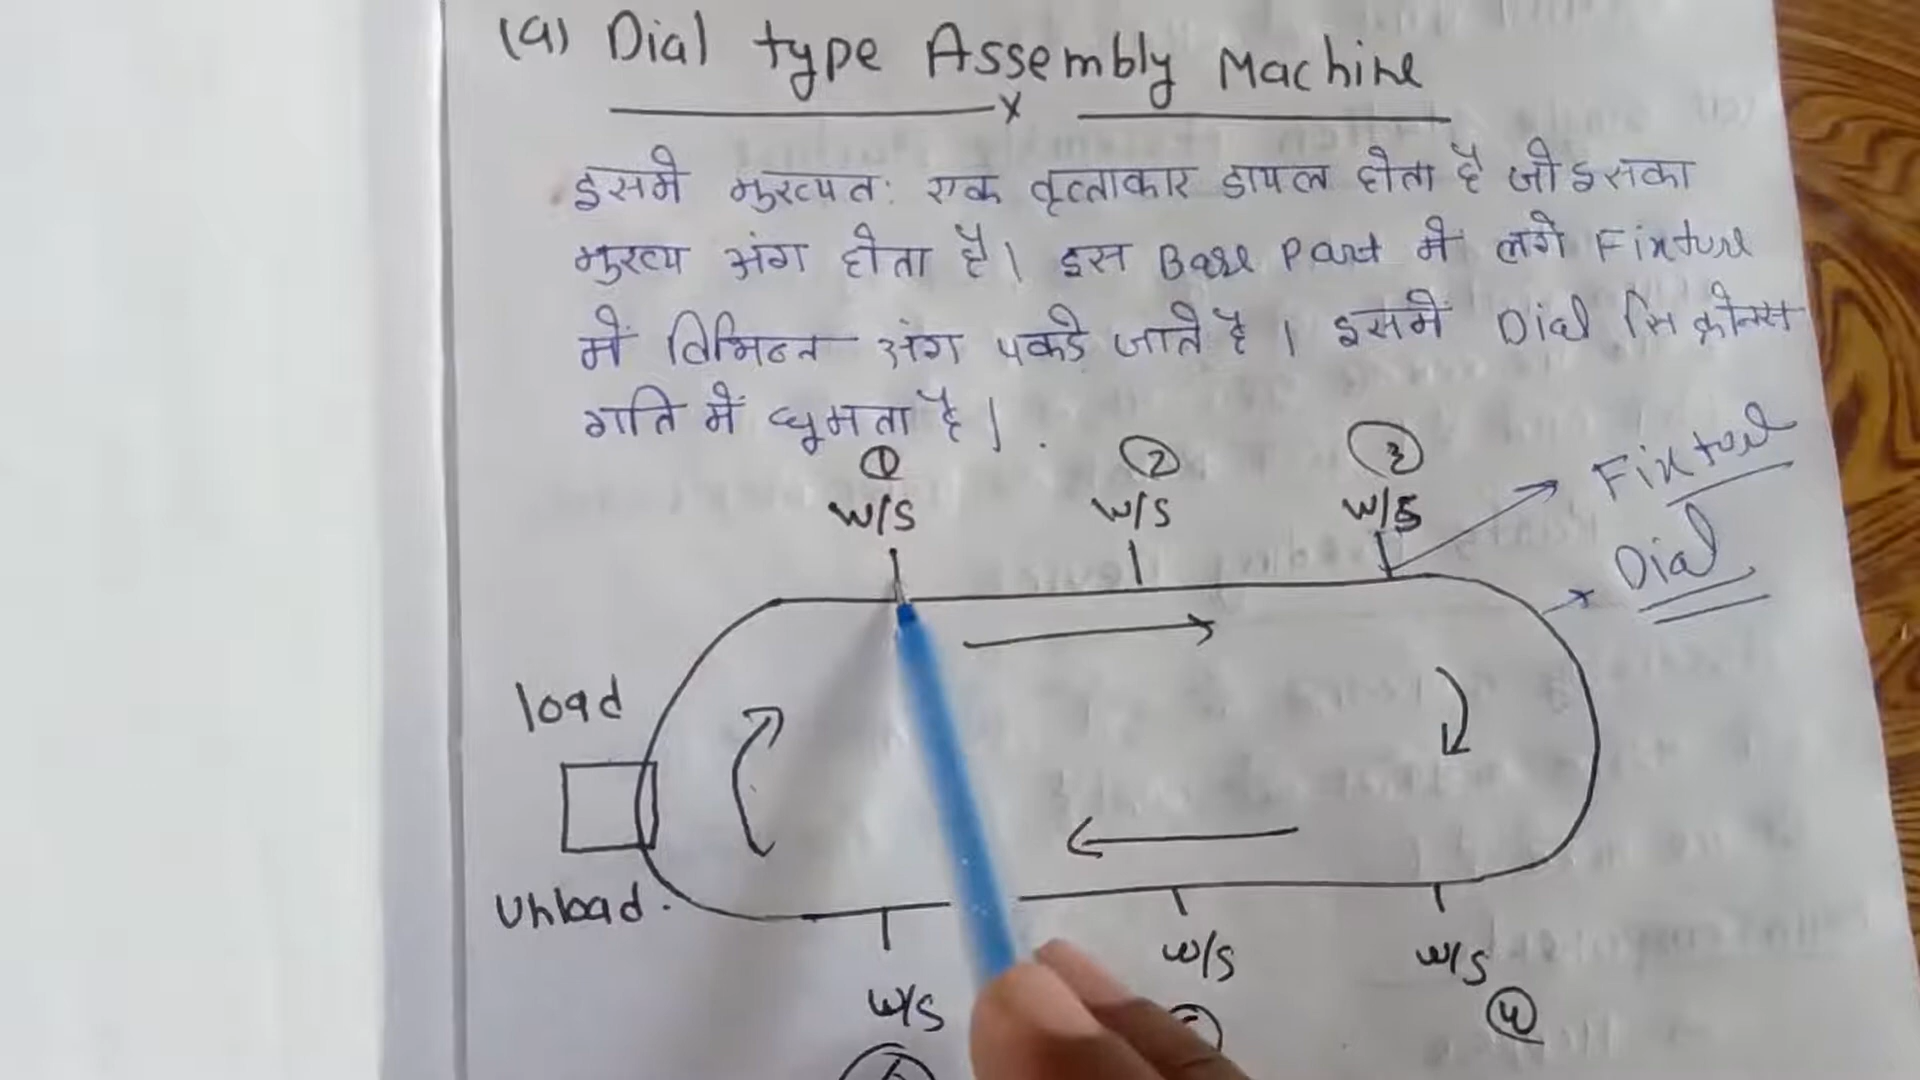 (a) Dial type Assembly Machine
इसमे मुख्यतः एक वृत्ताकार डायल होता है जो इसका
मुख्य अंग होता है। इस Base Part में लगे Fixture
में विभिन्न अंग पकडे जाते है । इसमें Dial सिक्रोनस
गति में घूमता है।
① ② ③
W/S W/S W/S
Fixture
Dial
load
Unload.
W/S W/S W/S
④